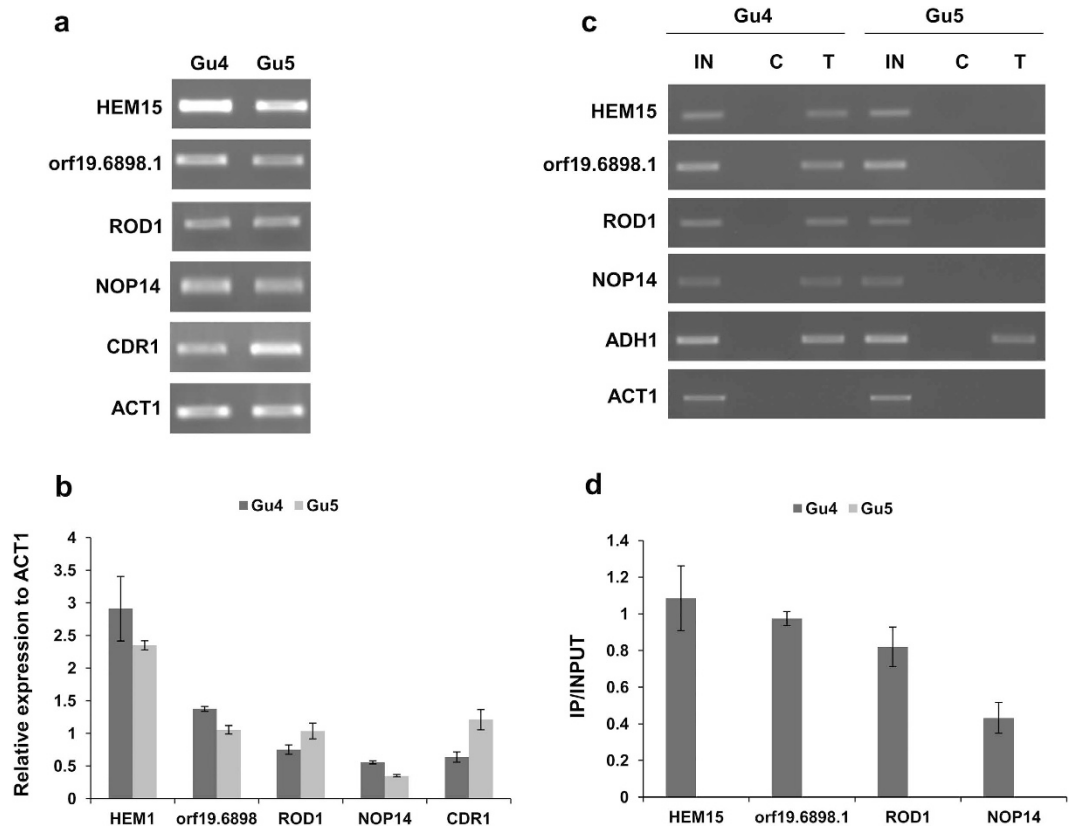 a
Gu4 Gu5
HEM15
orf19.6898.1
ROD1
NOP14
CDR1
ACT1
c
Gu4 Gu5
IN C T IN C T
HEM15
orf19.6898.1
ROD1
NOP14
ADH1
ACT1
b
Gu4 Gu5
Relative expression to ACT1
4
3.5
3
2.5
2
1.5
1
0.5
0
HEM1 orf19.6898 ROD1 NOP14 CDR1
d
Gu4 Gu5
IP/INPUT
1.4
1.2
1
0.8
0.6
0.4
0.2
0
HEM15 orf19.6898.1 ROD1 NOP14